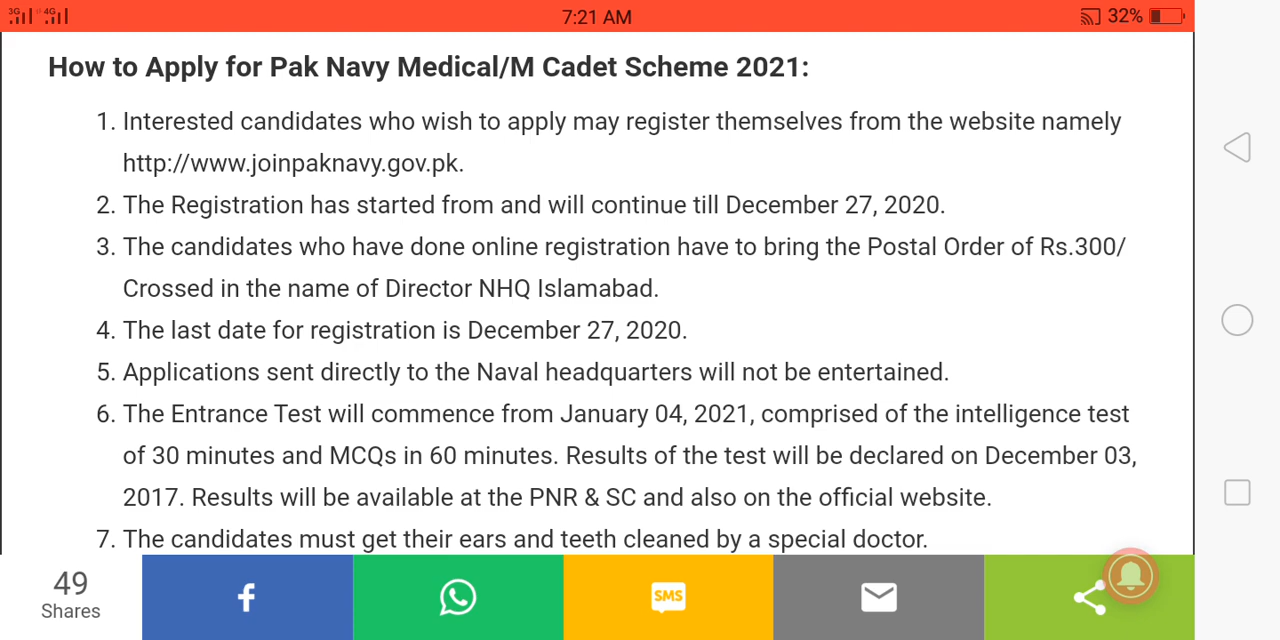 3G 4G 7:21 AM 32%
How to Apply for Pak Navy Medical/M Cadet Scheme 2021:
1. Interested candidates who wish to apply may register themselves from the website namely
http://www.joinpaknavy.gov.pk.
2. The Registration has started from and will continue till December 27, 2020.
3. The candidates who have done online registration have to bring the Postal Order of Rs.300/
Crossed in the name of Director NHQ Islamabad.
4. The last date for registration is December 27, 2020.
5. Applications sent directly to the Naval headquarters will not be entertained.
6. The Entrance Test will commence from January 04, 2021, comprised of the intelligence test
of 30 minutes and MCQs in 60 minutes. Results of the test will be declared on December 03,
2017. Results will be available at the PNR & SC and also on the official website.
7. The candidates must get their ears and teeth cleaned by a special doctor.
49
Shares
f
SMS